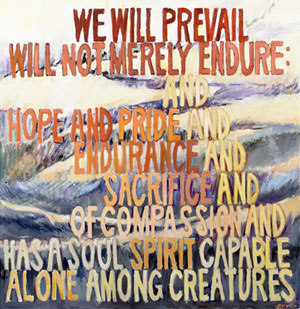 WE WILL PREVAIL
WILL NOT MERELY ENDURE:
AND
HOPE AND PRIDE AND
ENDURANCE AND
SACRIFICE AND
OF COMPASSION AND
HAS A SOUL SPIRIT CAPABLE
ALONE AMONG CREATURES